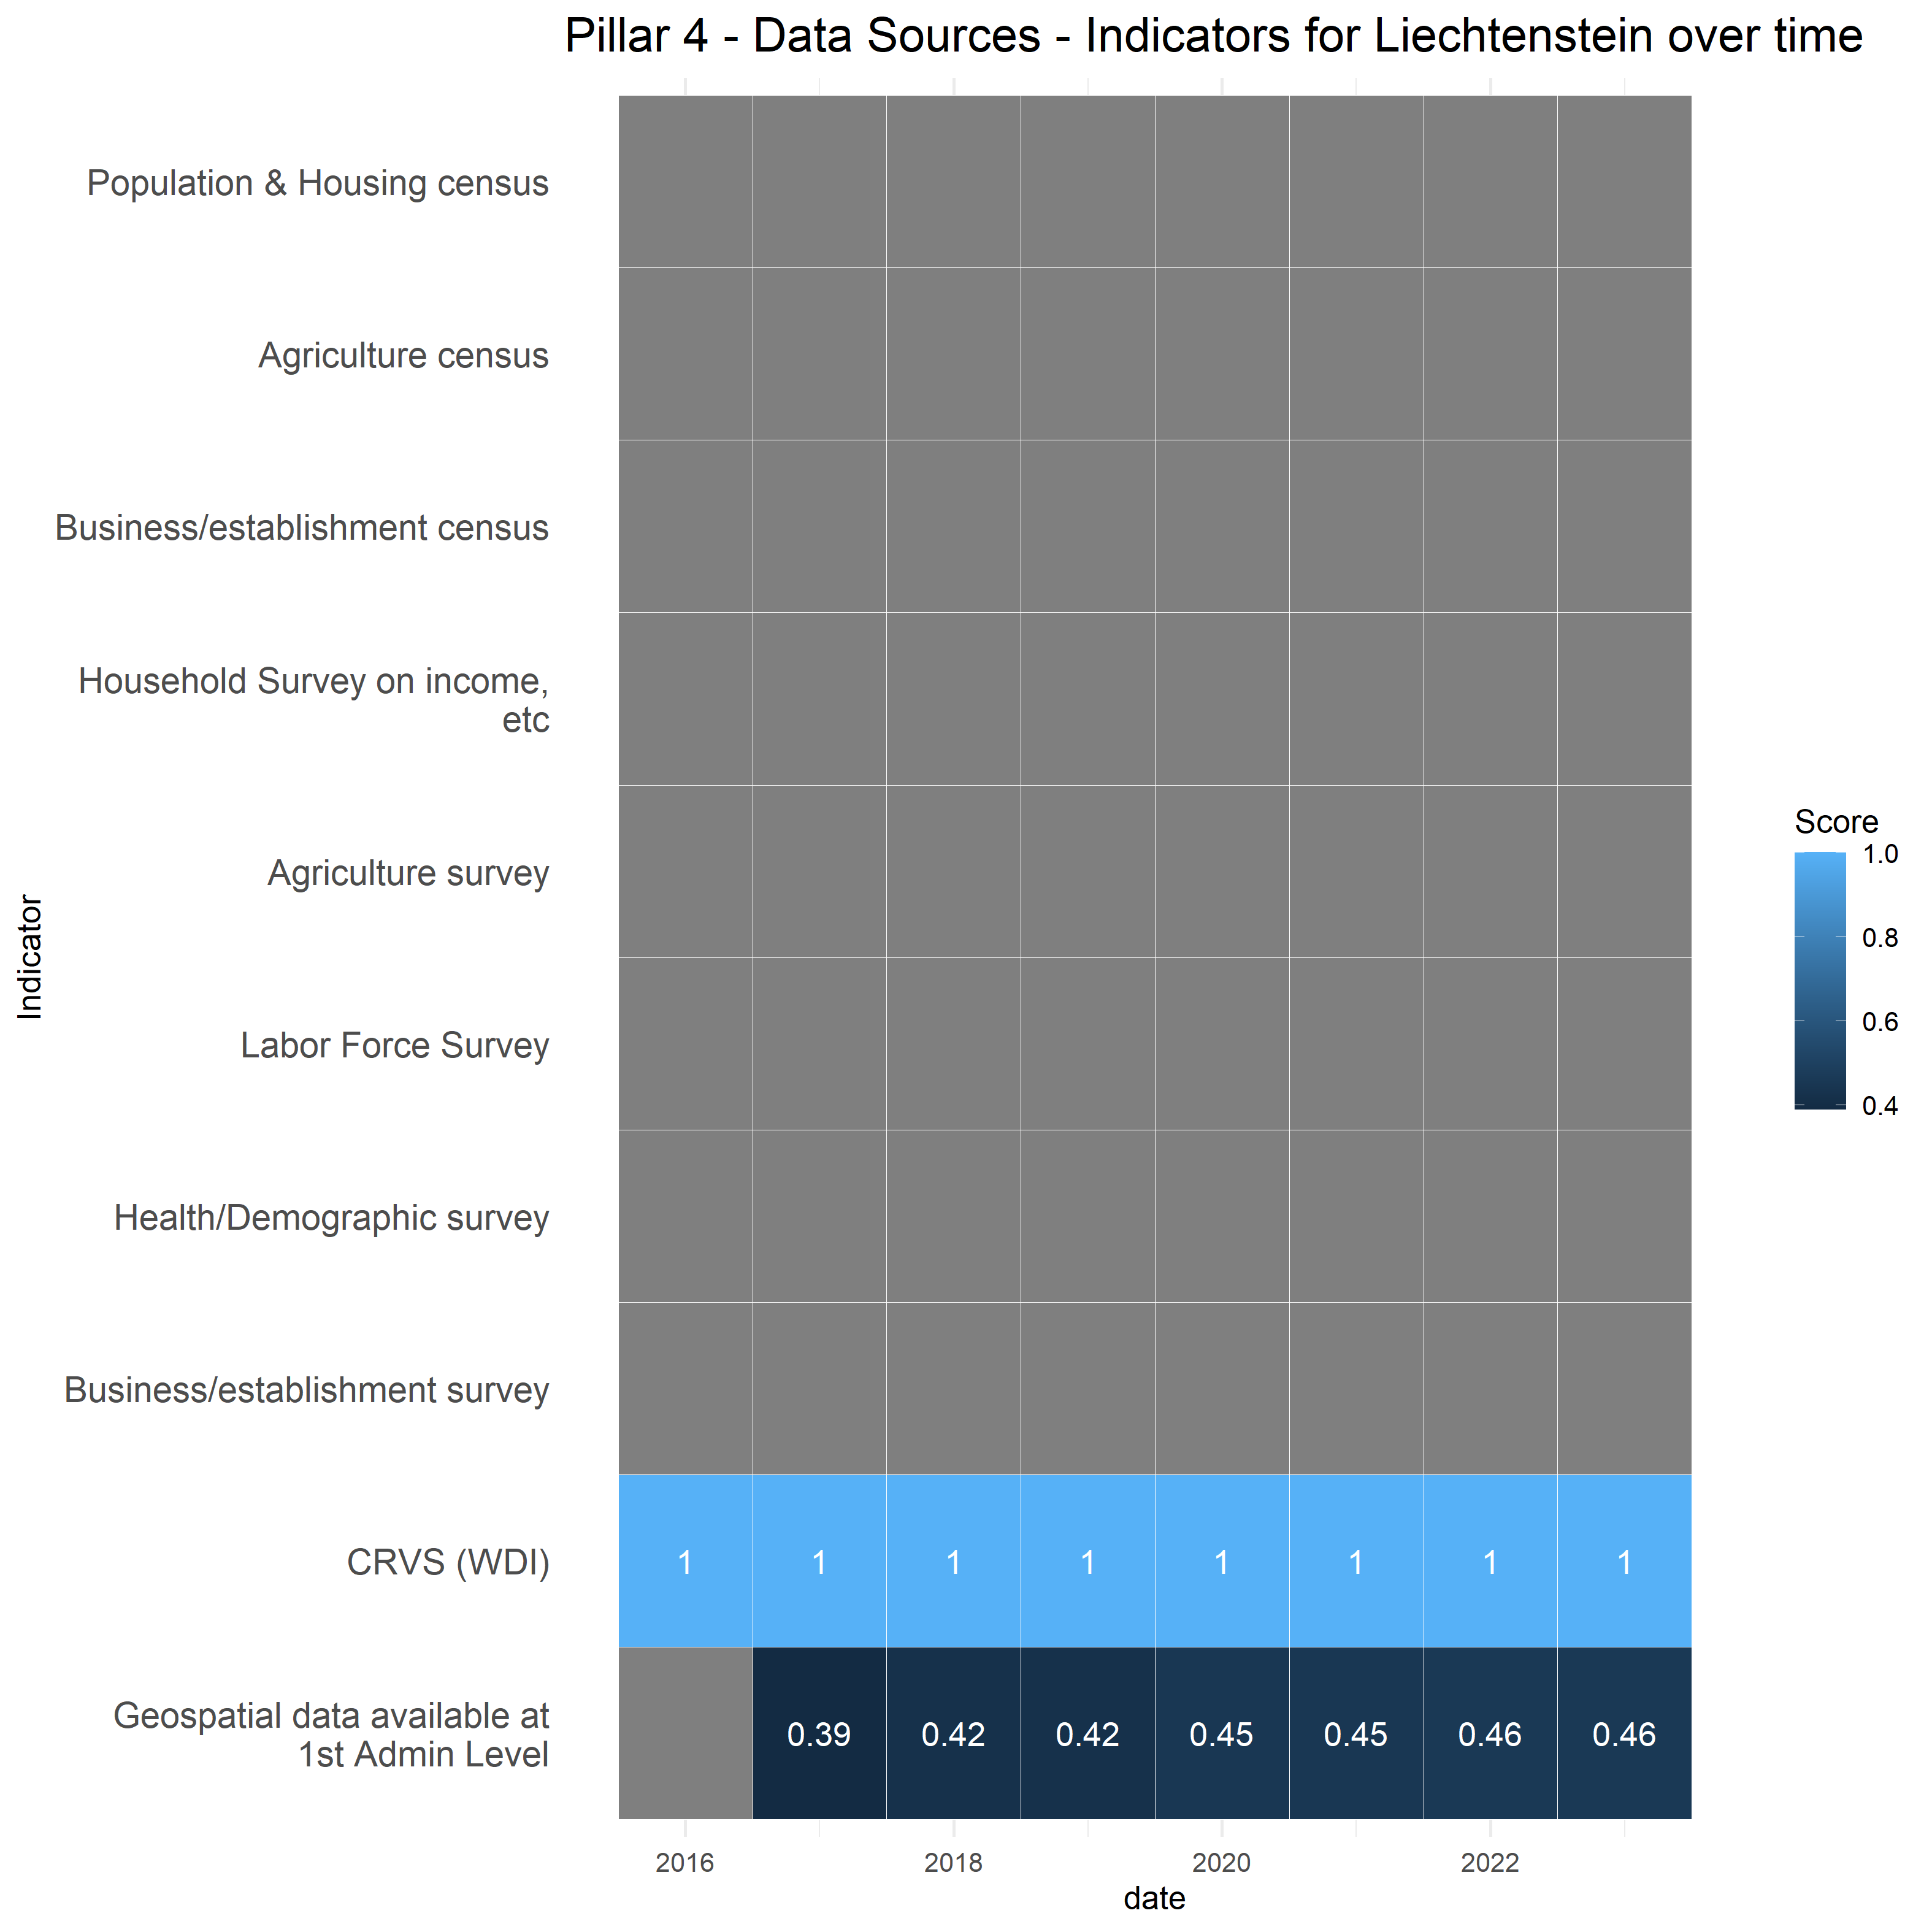 Pillar 4 - Data Sources - Indicators for Liechtenstein over time
Population & Housing census
Agriculture census
Business/establishment census
Household Survey on income,
etc
Agriculture survey
Labor Force Survey
Health/Demographic survey
Business/establishment survey
CRVS (WDI)
1 1 1 1 1 1 1 1
Geospatial data available at
1st Admin Level
0.39 0.42 0.42 0.45 0.45 0.46 0.46
2016 2018 2020 2022
date
Indicator
Score
1.0
0.8
0.6
0.4